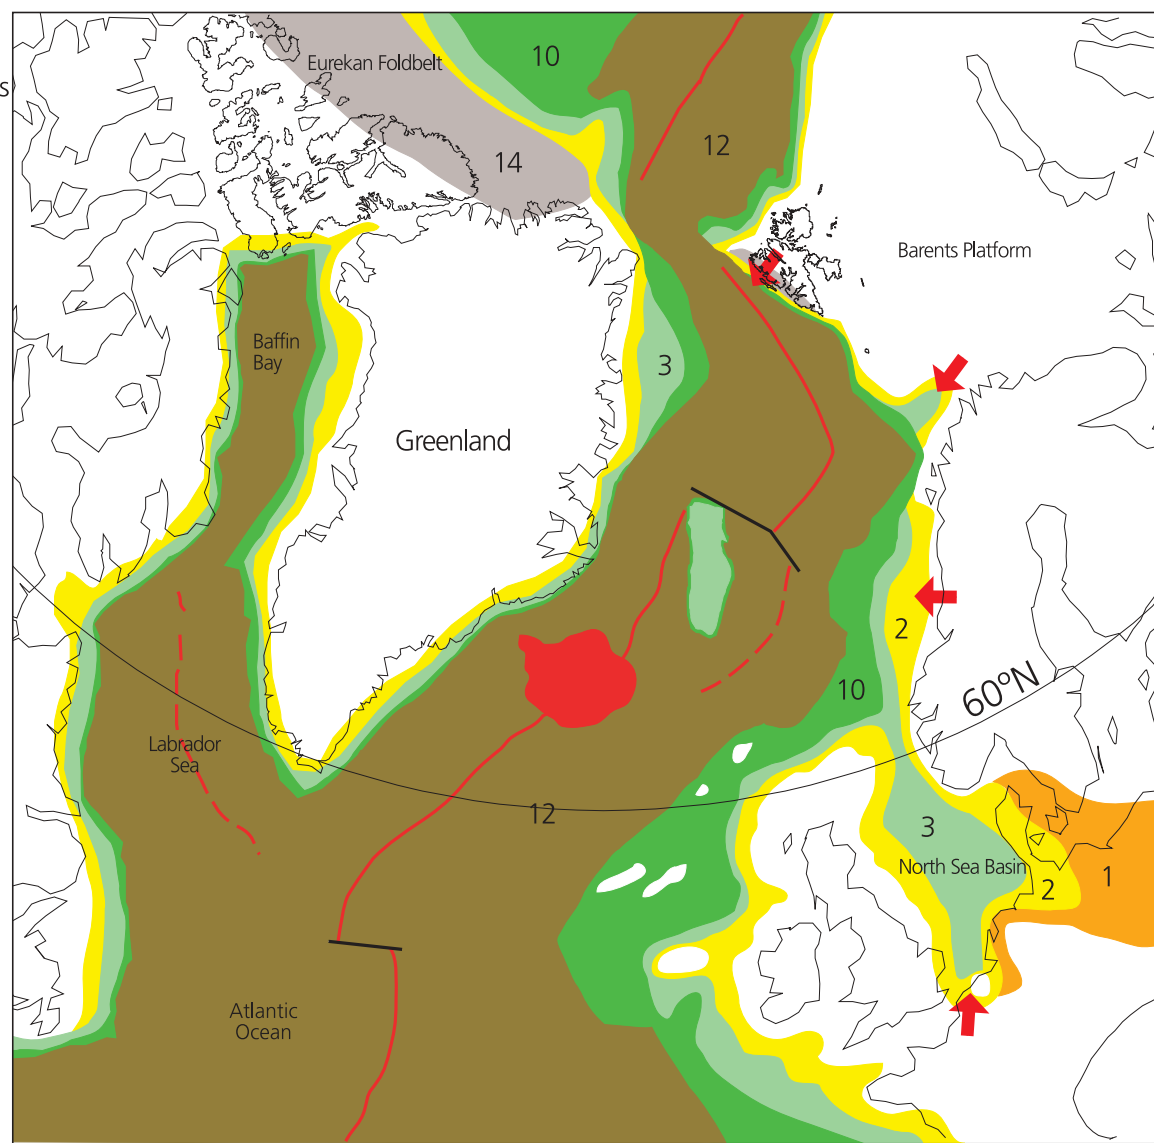 10
Eurekan Foldbelt
S
12
14
Barents Platform
Baffin
Bay
3
Greenland
2
60°N
10
Labrador
Sea
12
3
North Sea Basin
1
2
Atlantic
Ocean